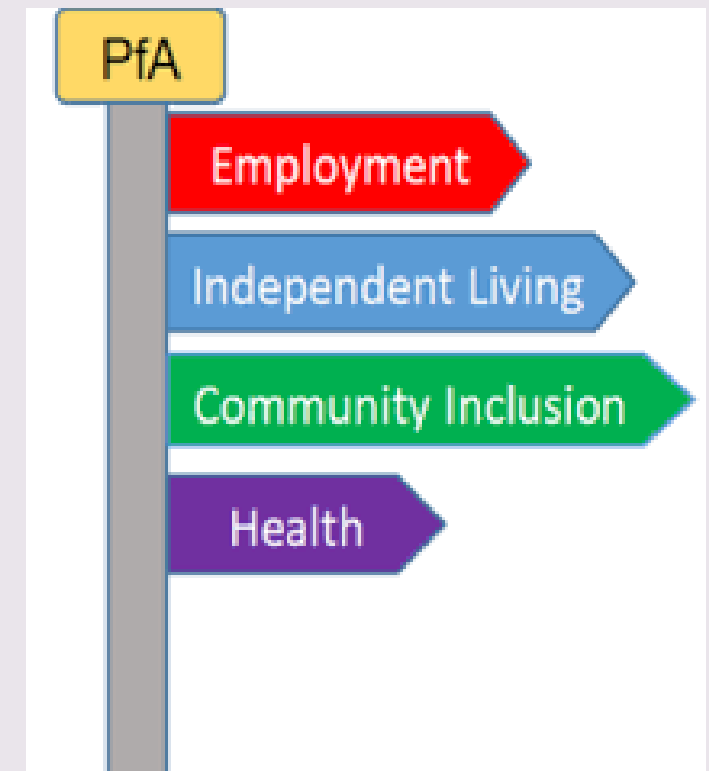 PfA
Employment
Independent Living
Community Inclusion
Health